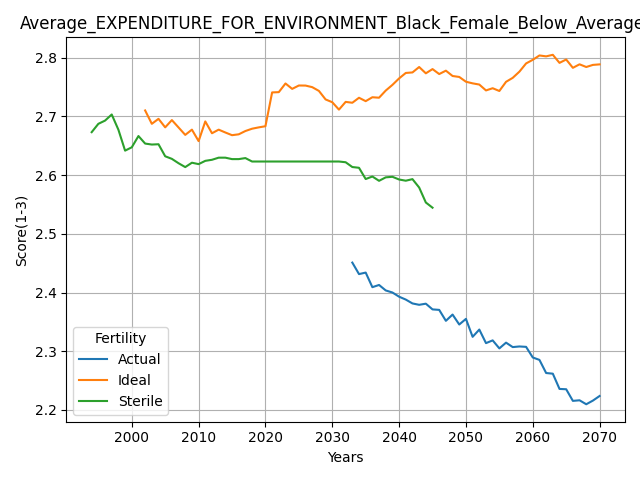 Average_EXPENDITURE_FOR_ENVIRONMENT_Black_Female_Below_Average
2.8
2.7
2.6
2.5
2.4
2.3
2.2
Score(1-3)
Fertility
Actual
Ideal
Sterile
2000 2010 2020 2030 2040 2050 2060 2070
Years